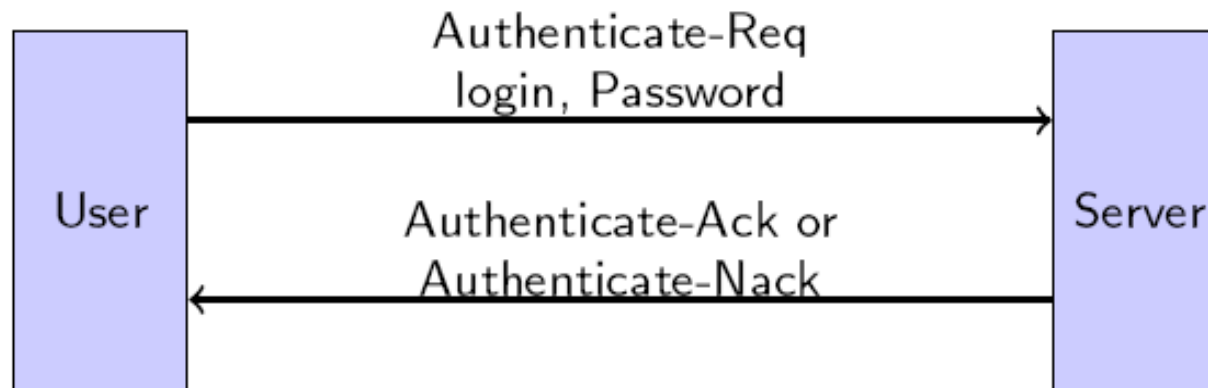 Authenticate-Req
login, Password
User
Authenticate-Ack or
Authenticate-Nack
Server